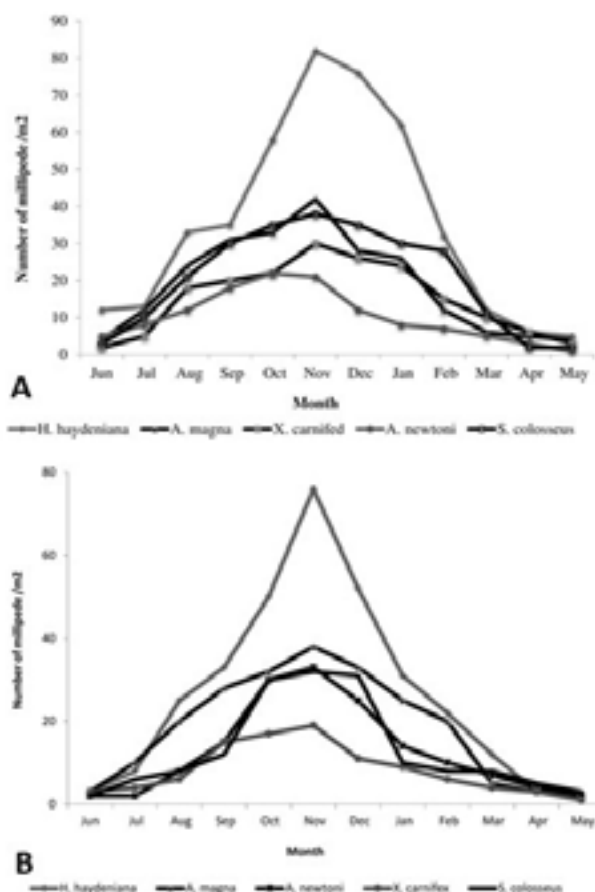 90
80
70
60
50
40
30
20
10
0
Number of millipede /m2
Jun Jul Aug Sep Oct Nov Dec Jan Feb Mar Apr May
A
Month
H. haydeniana A. magna X. carnifed A. newtoni S. colosseus
80
60
40
20
0
Number of millipede /m2
Jun Jul Aug Sep Oct Nov Dec Jan Feb Mar Apr May
Month
B
H. haydeniana A. magna A. newtoni X. carnifex S. colosseus